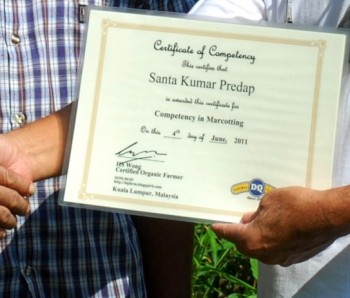 Certificate of Competency
This certifies that
Santa Kumar Predap
is awarded this certificate for
Competency in Marcotting
On this 4th day of June, 2011
HS Wong
Certified Organic Farmer
Kuala Lumpur, Malaysia
DQ